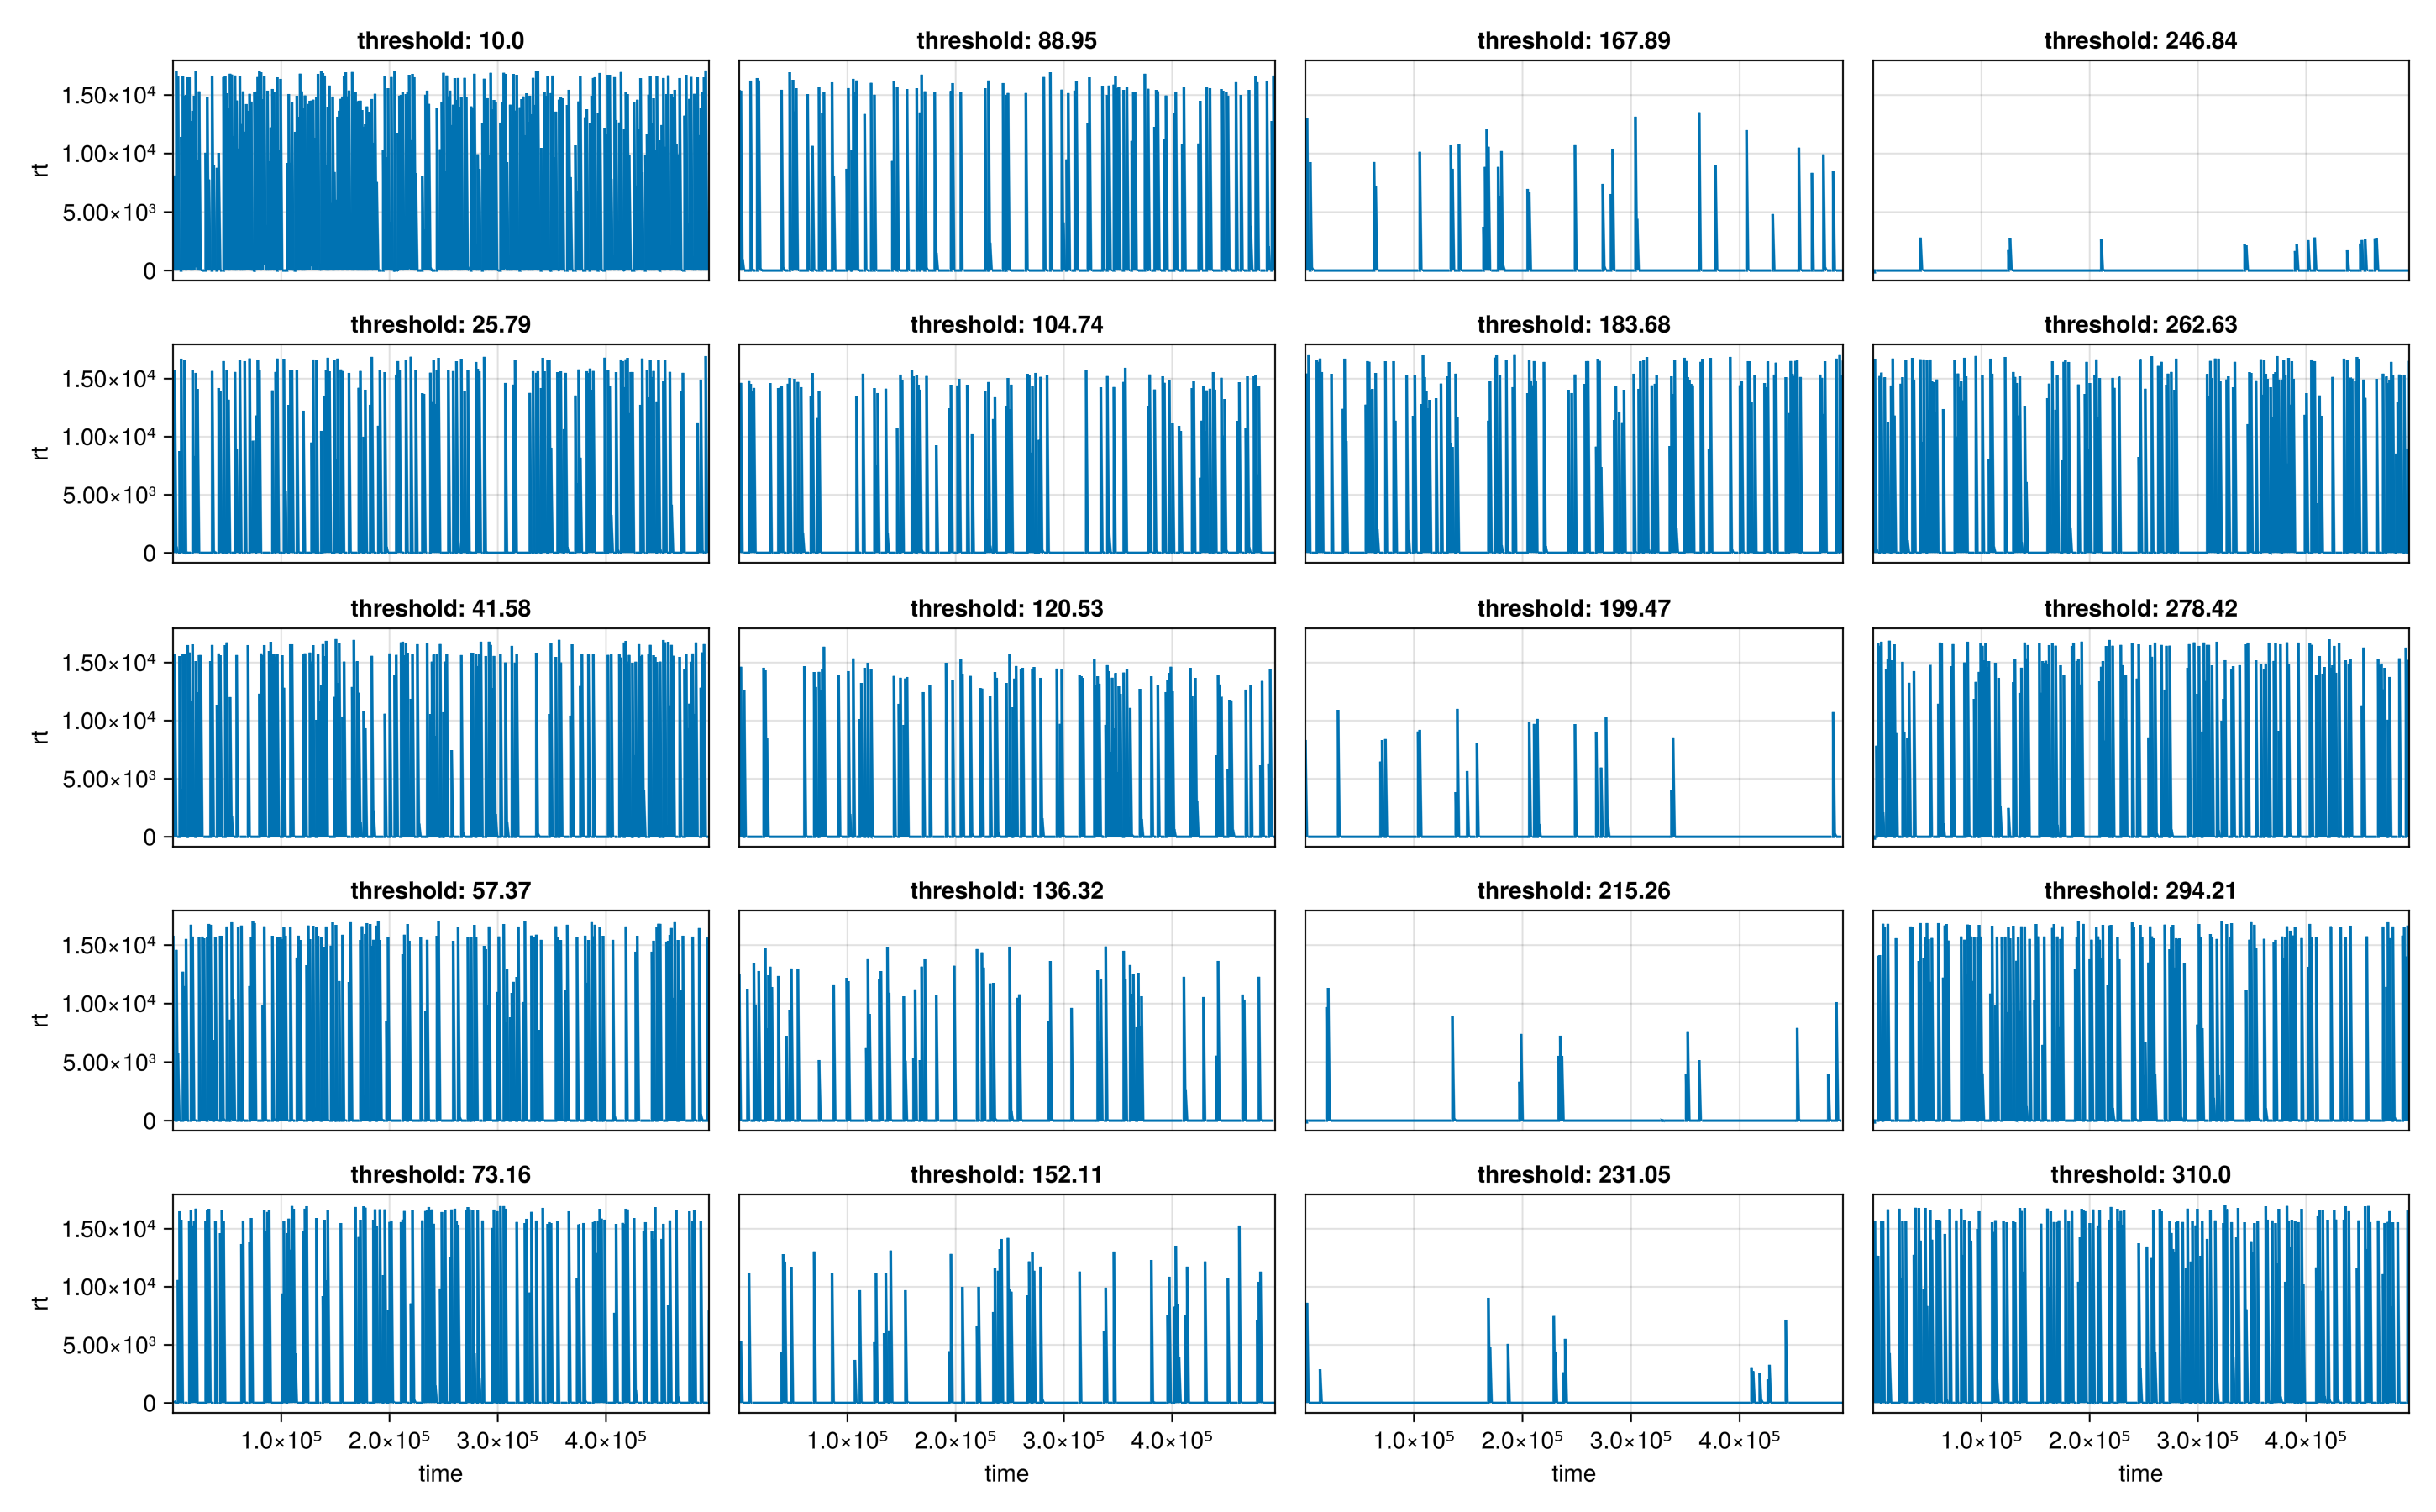 threshold: 10.0
threshold: 88.95
threshold: 167.89
threshold: 246.84
rt
1.50×10⁴
1.00×10⁴
5.00×10³
0
threshold: 25.79
threshold: 104.74
threshold: 183.68
threshold: 262.63
rt
1.50×10⁴
1.00×10⁴
5.00×10³
0
threshold: 41.58
threshold: 120.53
threshold: 199.47
threshold: 278.42
rt
1.50×10⁴
1.00×10⁴
5.00×10³
0
threshold: 57.37
threshold: 136.32
threshold: 215.26
threshold: 294.21
rt
1.50×10⁴
1.00×10⁴
5.00×10³
0
threshold: 73.16
threshold: 152.11
threshold: 231.05
threshold: 310.0
rt
1.50×10⁴
1.00×10⁴
5.00×10³
0
1.0×10⁵ 2.0×10⁵ 3.0×10⁵ 4.0×10⁵
1.0×10⁵ 2.0×10⁵ 3.0×10⁵ 4.0×10⁵
1.0×10⁵ 2.0×10⁵ 3.0×10⁵ 4.0×10⁵
1.0×10⁵ 2.0×10⁵ 3.0×10⁵ 4.0×10⁵
time
time
time
time